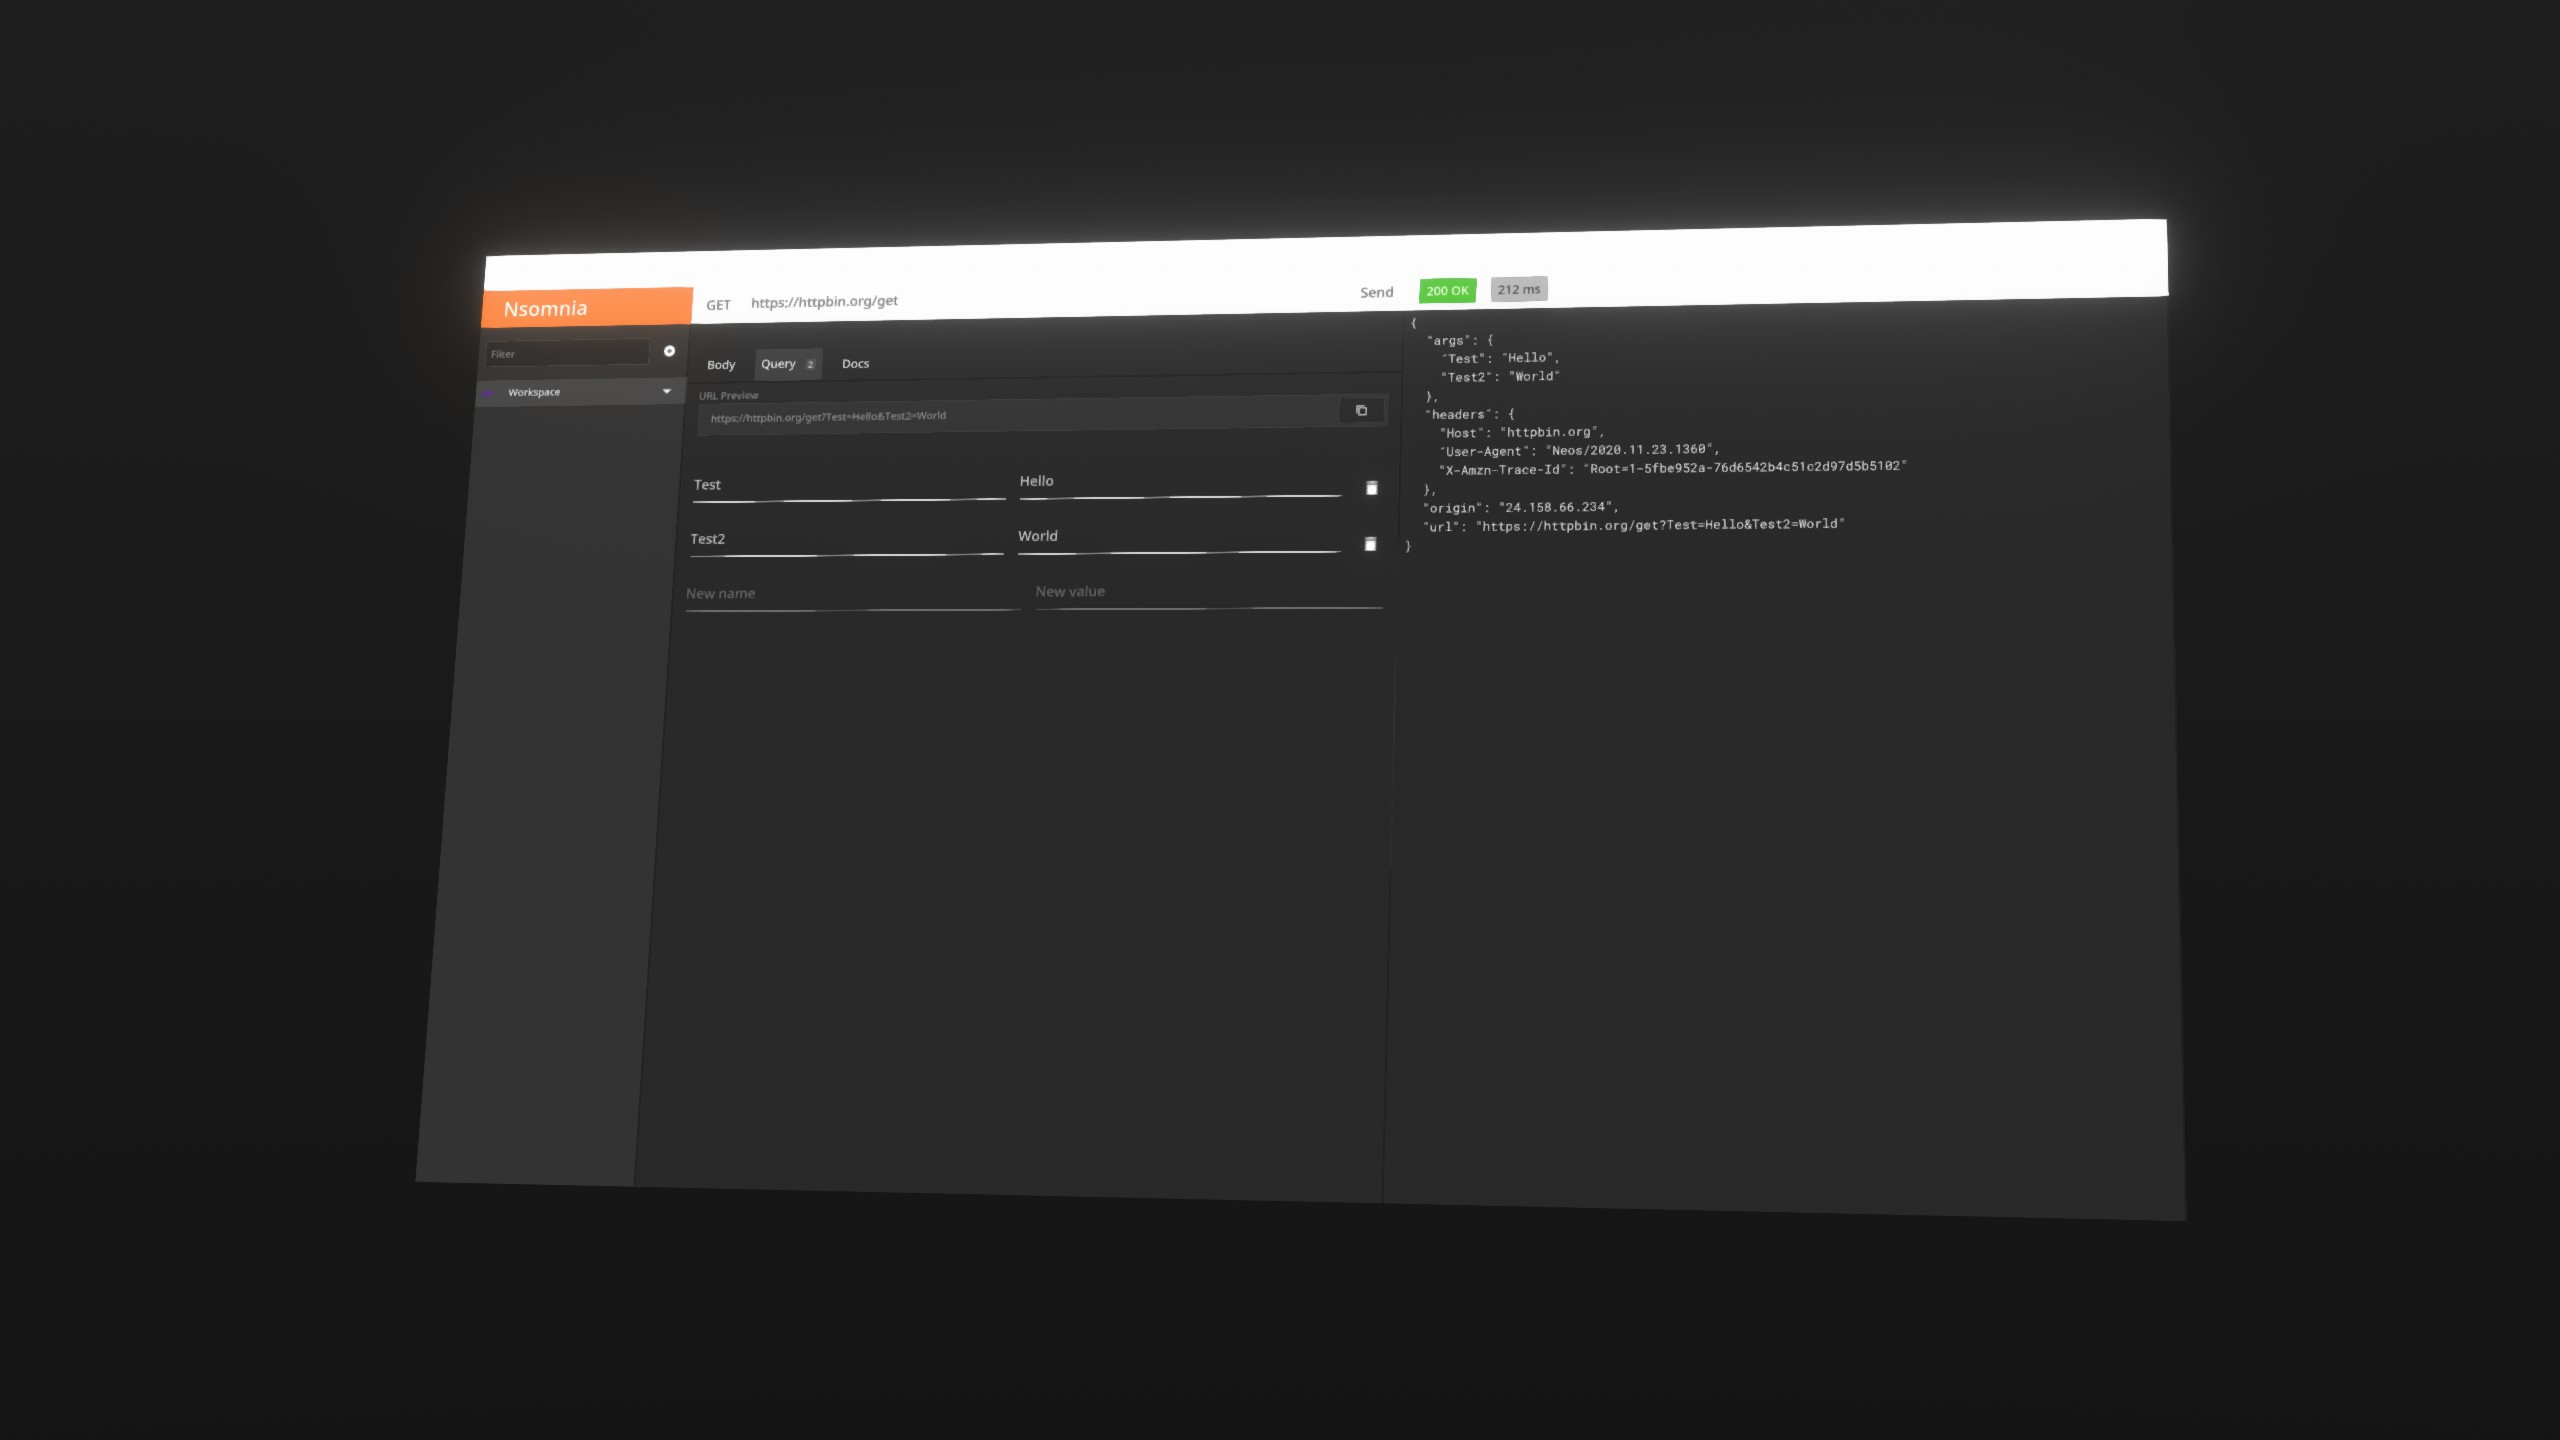 Nsomnia
GET https://httpbin.org/get
Send 200 OK 212 ms
Filter
Workspace
Body Query 2 Docs
URL Preview
https://httpbin.org/get?Test=Hello&Test2=World
Test Hello
Test2 World
New name New value
{
"args": {
"Test": "Hello",
"Test2": "World"
},
"headers": {
"Host": "httpbin.org",
"User-Agent": "Neos/2020.11.23.1360",
"X-Amzn-Trace-Id": "Root=1-5fbe952a-76d6542b4c51c2d97d5b5102"
},
"origin": "24.158.66.234",
"url": "https://httpbin.org/get?Test=Hello&Test2=World"
}